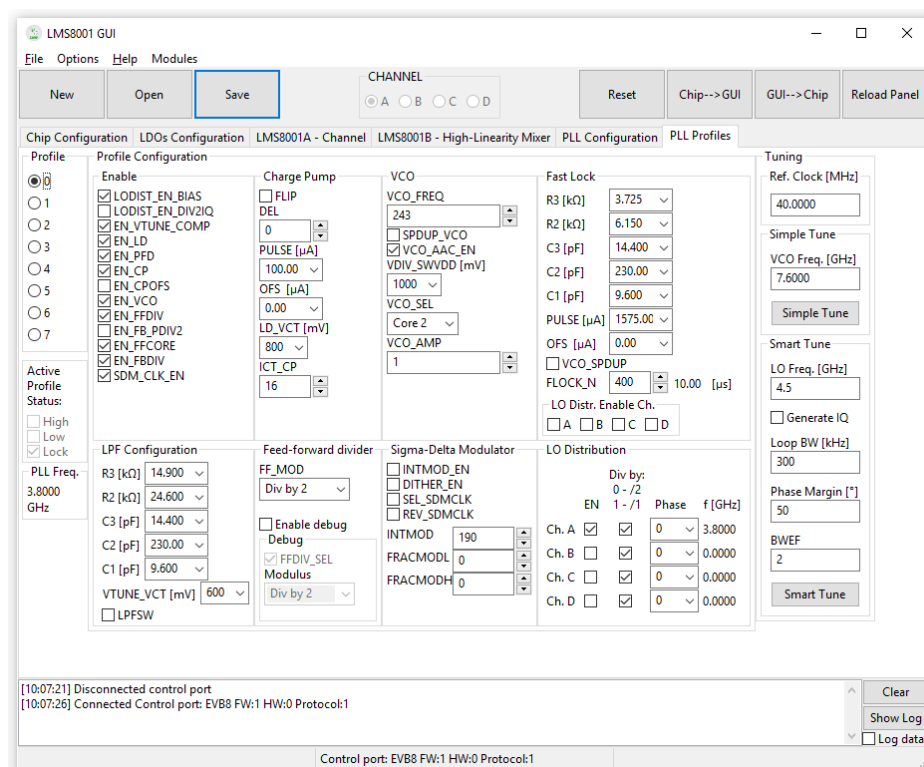 LMS8001 GUI
File Options Help Modules
New Open Save
CHANNEL
A B C D
Reset Chip-->GUI GUI-->Chip Reload Panel
Chip Configuration LDOs Configuration LMS8001A - Channel LMS8001B - High-Linearity Mixer PLL Configuration PLL Profiles
Profile
0
1
2
3
4
5
6
7
Active
Profile
Status:
High
Low
Lock
PLL Freq.
3.8000
GHz
Profile Configuration
Enable
LODIST_EN_BIAS
LODIST_EN_DIV2IQ
EN_VTUNE_COMP
EN_LD
EN_PFD
EN_CP
EN_CPOFS
EN_VCO
EN_FFDIV
EN_FB_PDIV2
EN_FFCORE
EN_FBDIV
SDM_CLK_EN
Charge Pump
FLIP
DEL
0
PULSE [µA]
100.00
OFS [µA]
0.00
LD_VCT [mV]
800
ICT_CP
16
VCO
VCO_FREQ
243
SPDUP_VCO
VCO_AAC_EN
VDIV_SWVDD [mV]
1000
VCO_SEL
Core 2
VCO_AMP
1
Fast Lock
R3 [kΩ] 3.725
R2 [kΩ] 6.150
C3 [pF] 14.400
C2 [pF] 230.00
C1 [pF] 9.600
PULSE [µA] 1575.00
OFS [µA] 0.00
VCO_SPDUP
FLOCK_N 400 10.00 [µs]
LO Distr. Enable Ch.
A B C D
LPF Configuration
R3 [kΩ] 14.900
R2 [kΩ] 24.600
C3 [pF] 14.400
C2 [pF] 230.00
C1 [pF] 9.600
VTUNE_VCT [mV] 600
LPFSW
Feed-forward divider
FF_MOD
Div by 2
Enable debug
Debug
FFDIV_SEL
Modulus
Div by 2
Sigma-Delta Modulator
INTMOD_EN
DITHER_EN
SEL_SDMCLK
REV_SDMCLK
INTMOD 190
FRACMODL 0
FRACMODH 0
LO Distribution
Div by:
0 - /2
EN 1 - /1 Phase f [GHz]
Ch. A 0 3.8000
Ch. B 0 0.0000
Ch. C 0 0.0000
Ch. D 0 0.0000
Tuning
Ref. Clock [MHz]
40.0000
Simple Tune
VCO Freq. [GHz]
7.6000
Simple Tune
Smart Tune
LO Freq. [GHz]
4.5
Generate IQ
Loop BW [kHz]
300
Phase Margin [°]
50
BWEF
2
Smart Tune
[10:07:21] Disconnected control port
[10:07:26] Connected Control port: EVB8 FW:1 HW:0 Protocol:1
Clear
Show Log
Log data
Control port: EVB8 FW:1 HW:0 Protocol:1